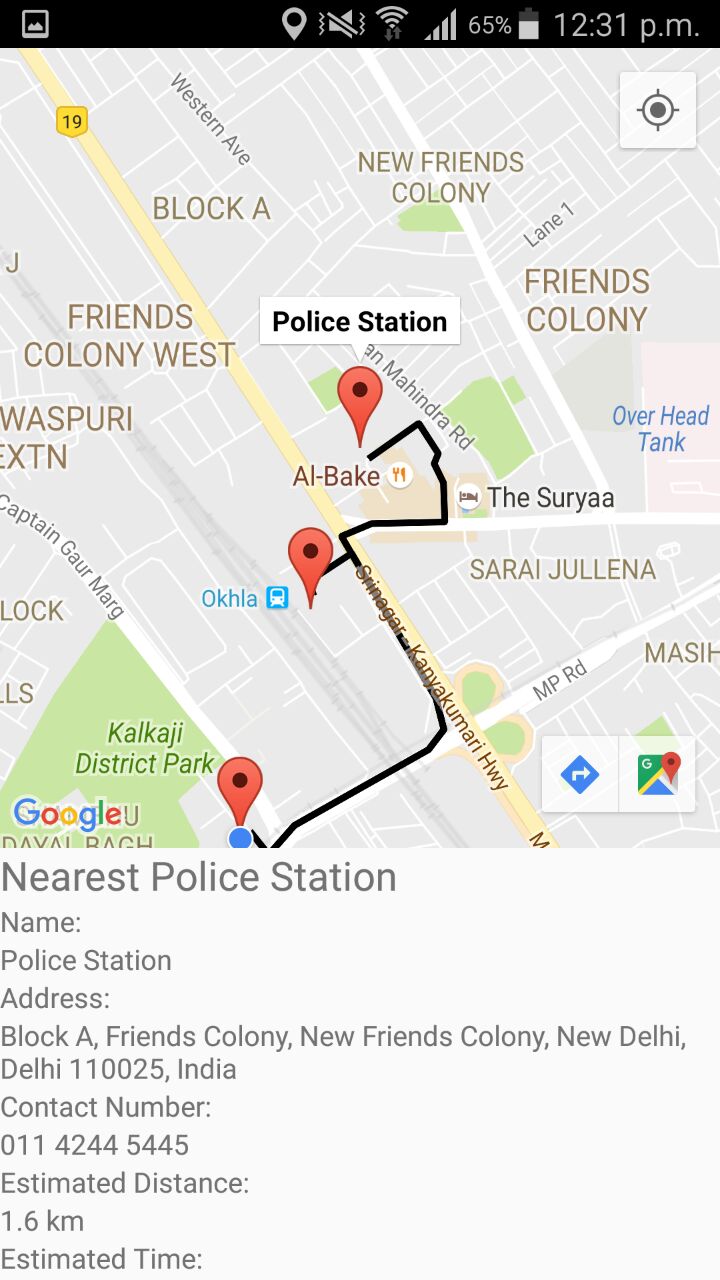 65% 12:31 p.m.
19
Western Ave
NEW FRIENDS
COLONY
BLOCK A
Lane 1
J
FRIENDS
COLONY
FRIENDS
COLONY WEST
Police Station
an Mahindra Rd
WASPURI
EXTN
Over Head
Tank
Al-Bake
The Suryaa
Captain Gaur Marg
Okhla
SARAI JULLENA
Srinagar - Kanyakumari Hwy
LOCK
MASIH
MP Rd
LLS
Kalkaji
District Park
G
Google
DAYAL BAGH
M
Nearest Police Station
Name:
Police Station
Address:
Block A, Friends Colony, New Friends Colony, New Delhi,
Delhi 110025, India
Contact Number:
011 4244 5445
Estimated Distance:
1.6 km
Estimated Time: